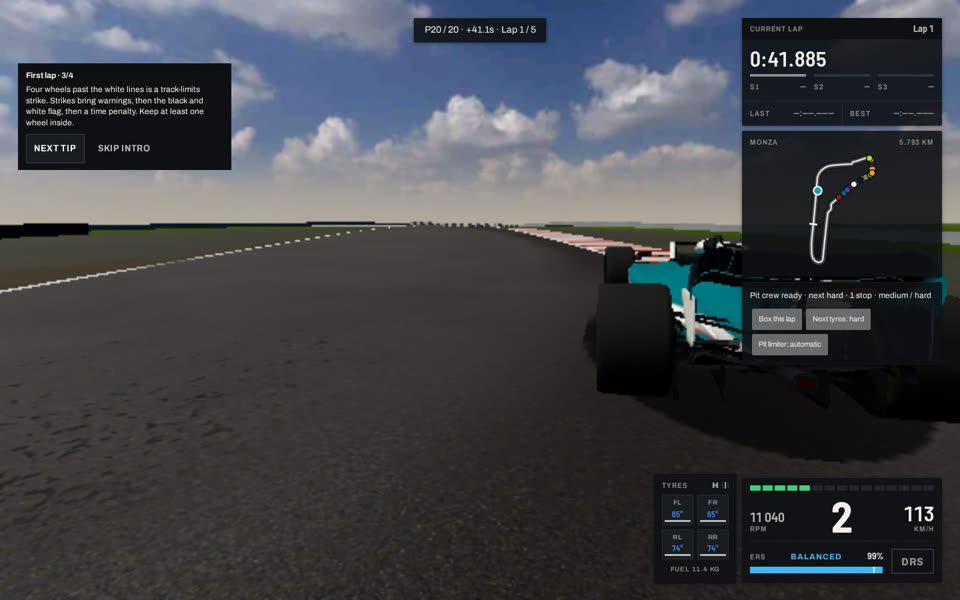 P20 / 20 · +41.1s · Lap 1 / 5
First lap · 3/4
Four wheels past the white lines is a track-limits
strike. Strikes bring warnings, then the black and
white flag, then a time penalty. Keep at least one
wheel inside.
NEXT TIP SKIP INTRO
CURRENT LAP Lap 1
0:41.885
S1 – S2 – S3 –
LAST –:––.––– BEST –:––.–––
MONZA 5.793 KM
Pit crew ready · next hard · 1 stop · medium / hard
Box this lap Next tyres: hard
Pit limiter: automatic
TYRES H
FL FR
65° 65°
RL RR
74° 74°
FUEL 11.4 KG
11 040 2 113
RPM KM/H
ERS BALANCED 99% DRS